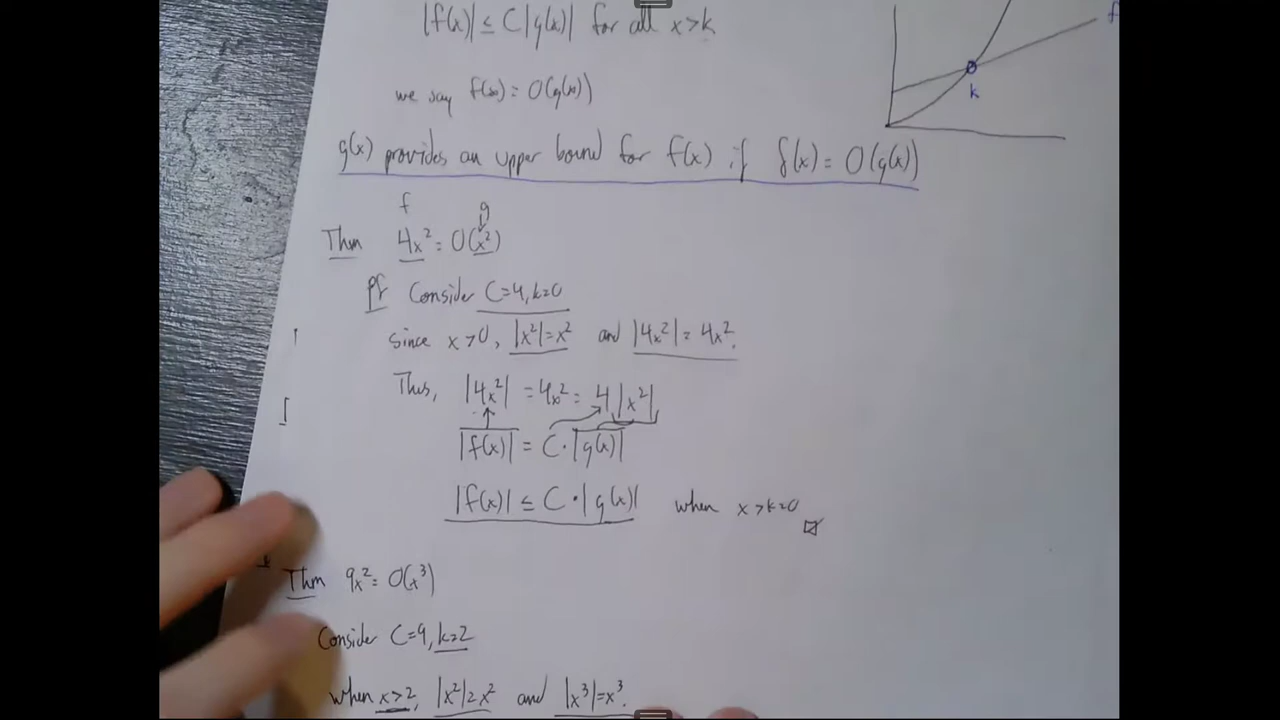 |f(x)| ≤ C|g(x)| for all x>k
f
k
we say f(x) = O(g(x))
g(x) provides an upper bound for f(x) if f(x) = O(g(x))
f g
Thm 4x² = O(x²)
Pf Consider C=4, k=0
since x>0, |x²|=x² and |4x²| = 4x².
Thus, |4x²| = 4x² = 4|x²|
|f(x)| = C·|g(x)|
|f(x)| ≤ C·|g(x)| when x>k=0
Thm 9x² = O(x³)
Consider C=9, k=2
when x>2, |x²|=x² and |x³|=x³.